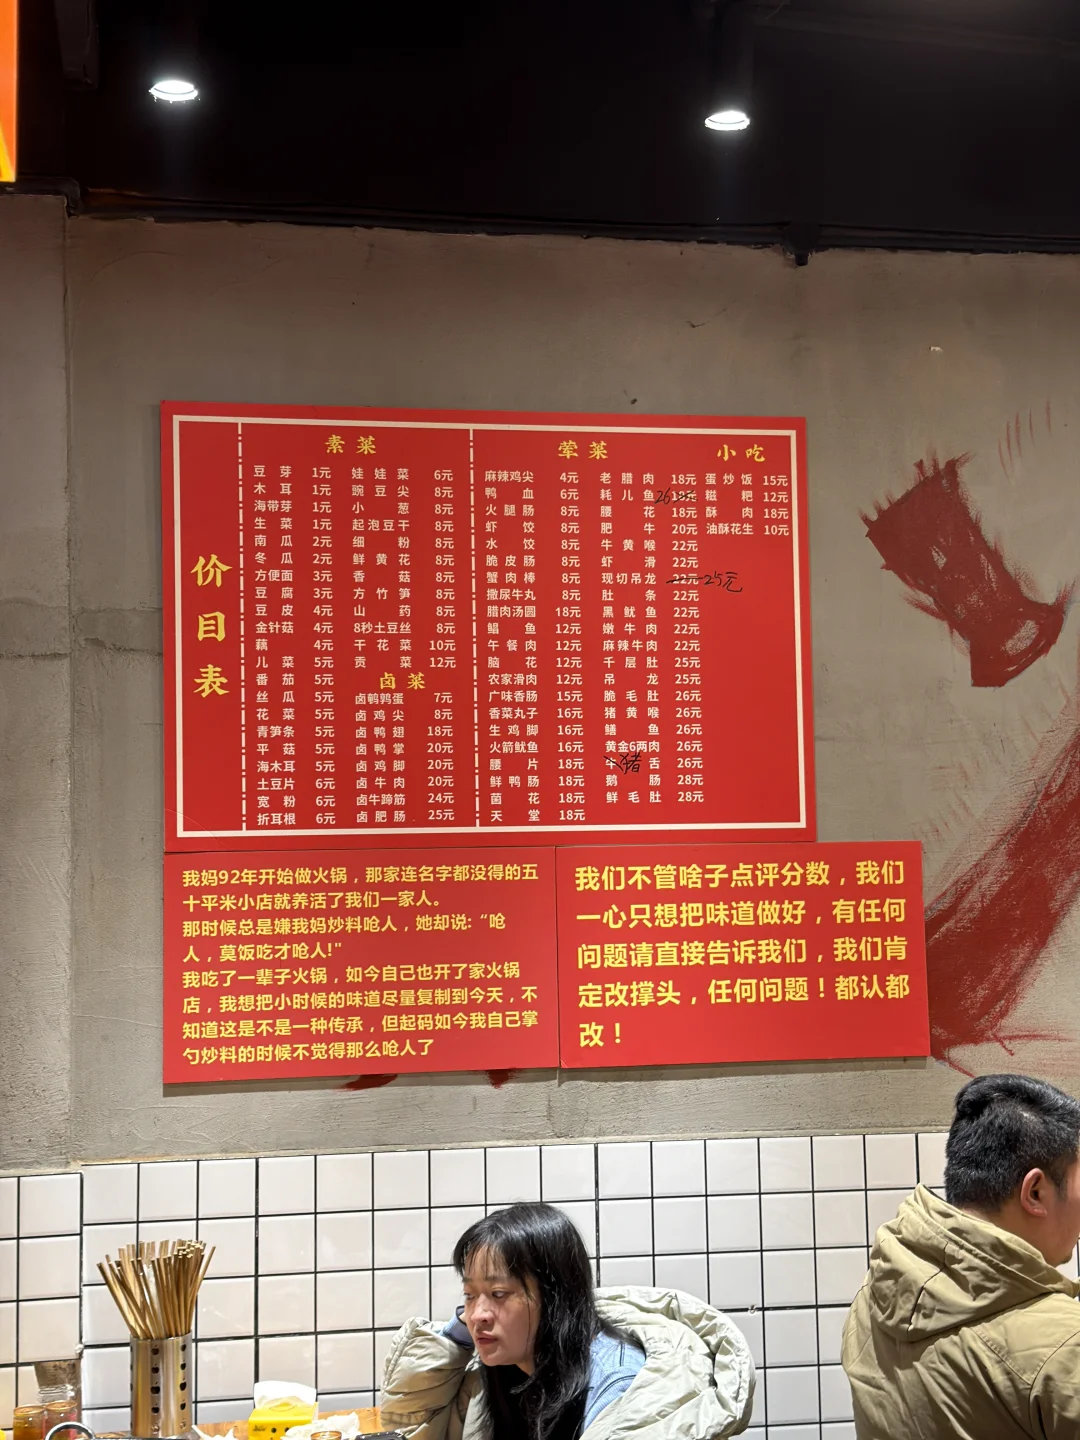 价目表
素菜
豆芽 1元
木耳 1元
海带芽 1元
生菜 1元
南瓜 2元
冬瓜 2元
方便面 3元
豆腐 3元
豆皮 4元
金针菇 4元
藕 4元
儿菜 5元
番茄 5元
丝瓜 5元
花菜 5元
青笋条 5元
平菇 5元
海木耳 5元
土豆片 6元
宽粉 6元
折耳根 6元
娃娃菜 6元
豌豆尖 8元
小葱 8元
起泡豆干 8元
细粉 8元
鲜黄花 8元
香菇 8元
方竹笋 8元
山药 8元
8秒土豆丝 8元
干花菜 10元
贡菜 12元
卤菜
卤鹌鹑蛋 7元
卤鸡尖 8元
卤鸭翅 18元
卤鸭掌 20元
卤鸡脚 20元
卤牛肉 20元
卤牛蹄筋 24元
卤肥肠 25元
荤菜
麻辣鸡尖 4元
鸭血 6元
火腿肠 8元
虾饺 8元
水饺 8元
脆皮肠 8元
蟹肉棒 8元
撒尿牛丸 8元
腊肉汤圆 18元
鲳鱼 12元
午餐肉 12元
脑花 12元
农家滑肉 12元
广味香肠 15元
香菜丸子 16元
生鸡脚 16元
火箭鱿鱼 16元
腰片 18元
鲜鸭肠 18元
菌花 18元
天堂 18元
老腊肉 18元
耗儿鱼 26 18元
腰花 18元
肥牛 20元
牛黄喉 22元
虾滑 22元
现切吊龙 22元 25元
肚条 22元
黑鱿鱼 22元
嫩牛肉 22元
麻辣牛肉 22元
千层肚 25元
吊龙 25元
脆毛肚 26元
猪黄喉 26元
鳝鱼 26元
黄金6两肉 26元
牛猪舌 26元
鹅肠 28元
鲜毛肚 28元
小吃
蛋炒饭 15元
糍粑 12元
酥肉 18元
油酥花生 10元
我妈92年开始做火锅，那家连名字都没得的五
十平米小店就养活了我们一家人。
那时候总是嫌我妈炒料呛人，她却说:“呛
人，莫饭吃才呛人!"
我吃了一辈子火锅，如今自己也开了家火锅
店，我想把小时候的味道尽量复制到今天，不
知道这是不是一种传承，但起码如今我自己掌
勺炒料的时候不觉得那么呛人了
我们不管啥子点评分数，我们
一心只想把味道做好，有任何
问题请直接告诉我们，我们肯
定改撑头，任何问题！都认都
改！